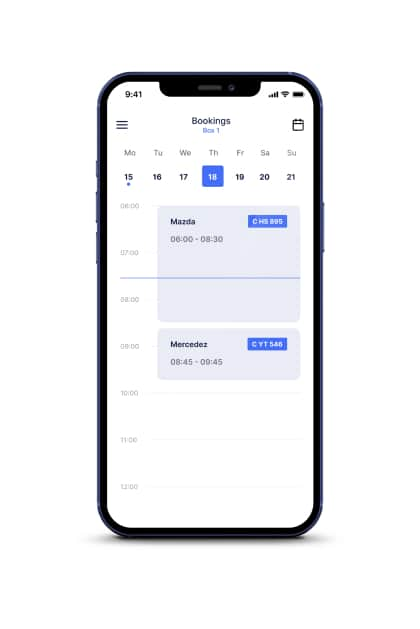 9:41
Bookings
Box 1
Mo Tu We Th Fr Sa Su
15 16 17 18 19 20 21
06:00
Mazda C HS 895
06:00 - 08:30
07:00
08:00
Mercedez C YT 546
09:00
08:45 - 09:45
10:00
11:00
12:00